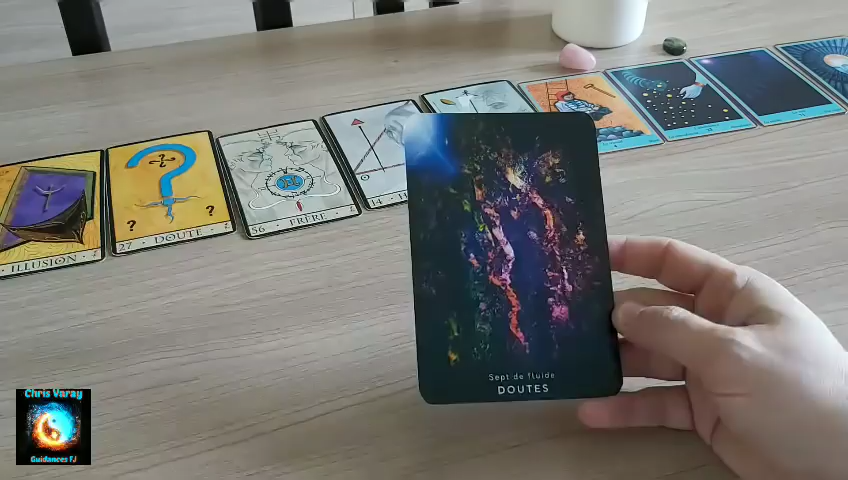 ILLUSION
27 DOUTE
?
?
56 FRÈRE
14
Sept de fluide
DOUTES
Chris Varay
Guidances FJ